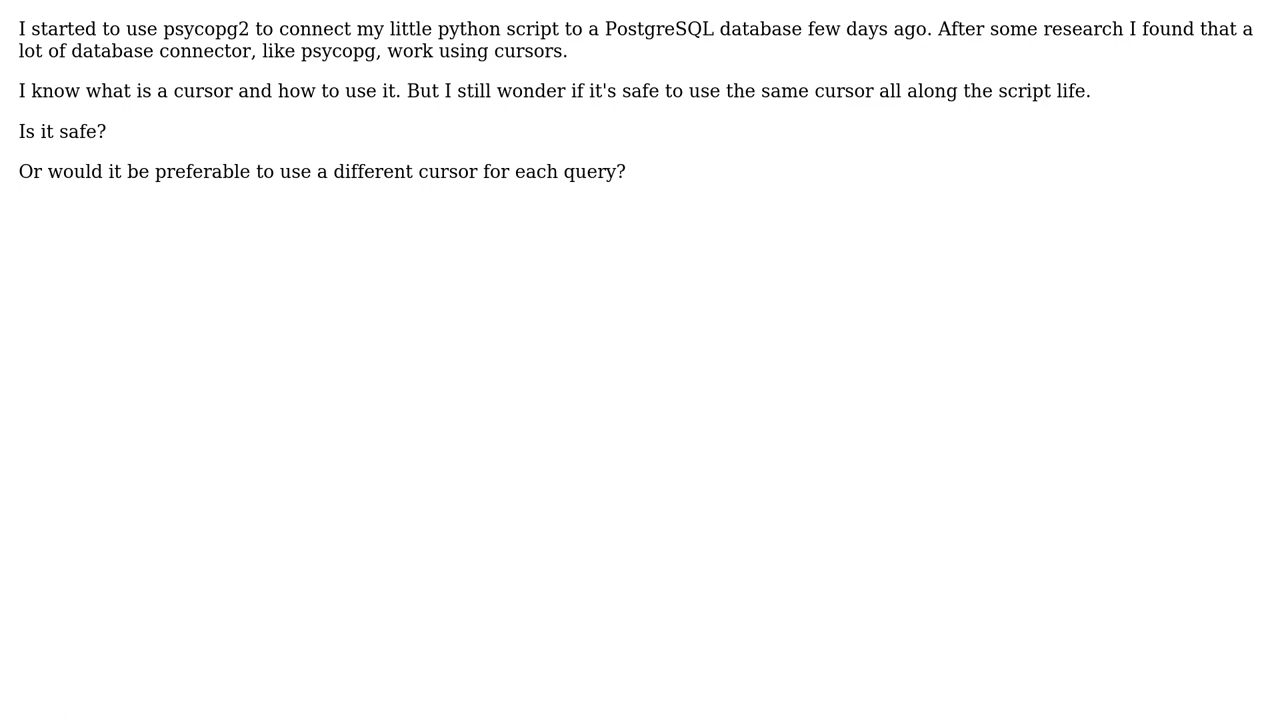 I started to use psycopg2 to connect my little python script to a PostgreSQL database few days ago. After some research I found that a
lot of database connector, like psycopg, work using cursors.
I know what is a cursor and how to use it. But I still wonder if it's safe to use the same cursor all along the script life.
Is it safe?
Or would it be preferable to use a different cursor for each query?